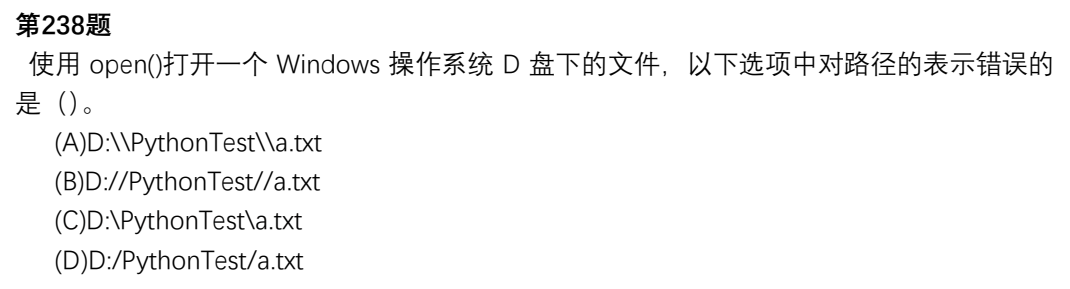 第238题
使用 open()打开一个 Windows 操作系统 D 盘下的文件，以下选项中对路径的表示错误的
是（）。
(A)D:\\PythonTest\\a.txt
(B)D://PythonTest//a.txt
(C)D:\PythonTest\a.txt
(D)D:/PythonTest/a.txt